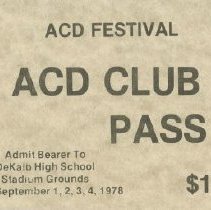 ACD FESTIVAL
ACD CLUB
PASS
Admit Bearer To
DeKalb High School
Stadium Grounds
September 1, 2, 3, 4, 1978
$1